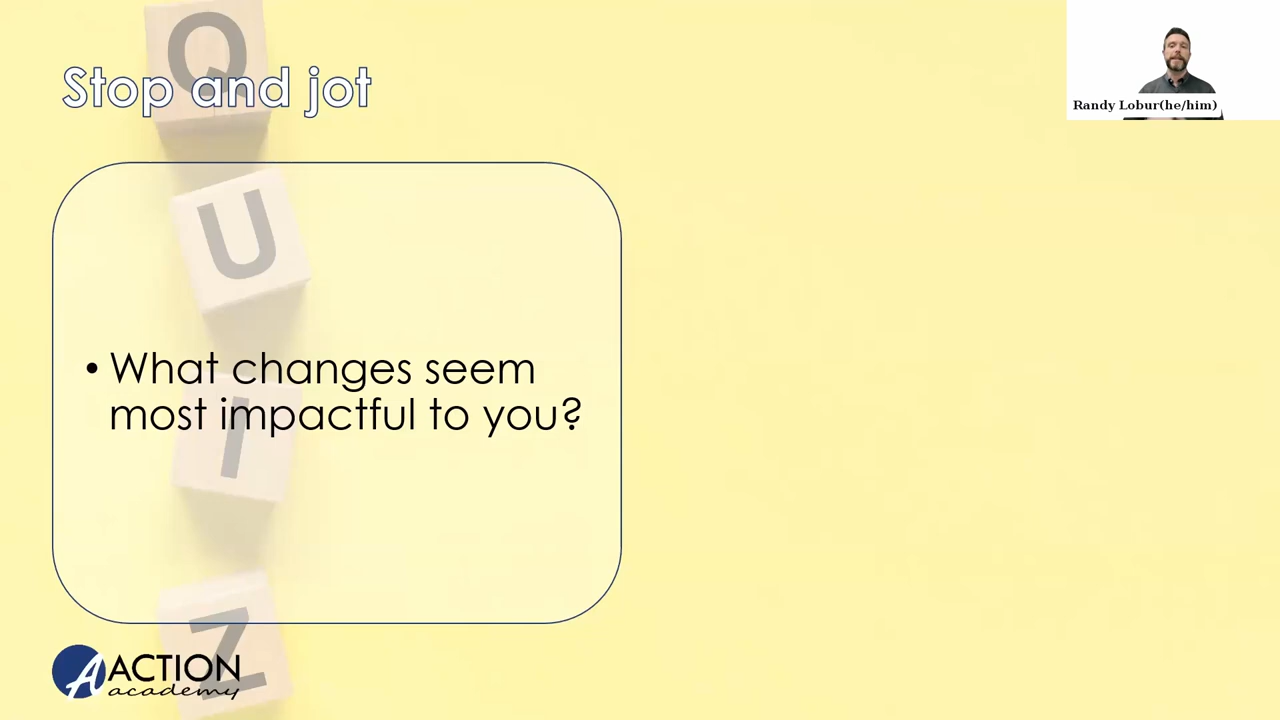 Q
Stop and jot
Randy Lobur(he/him)
U
• What changes seem
most impactful to you?
I
Z
A ACTION
academy